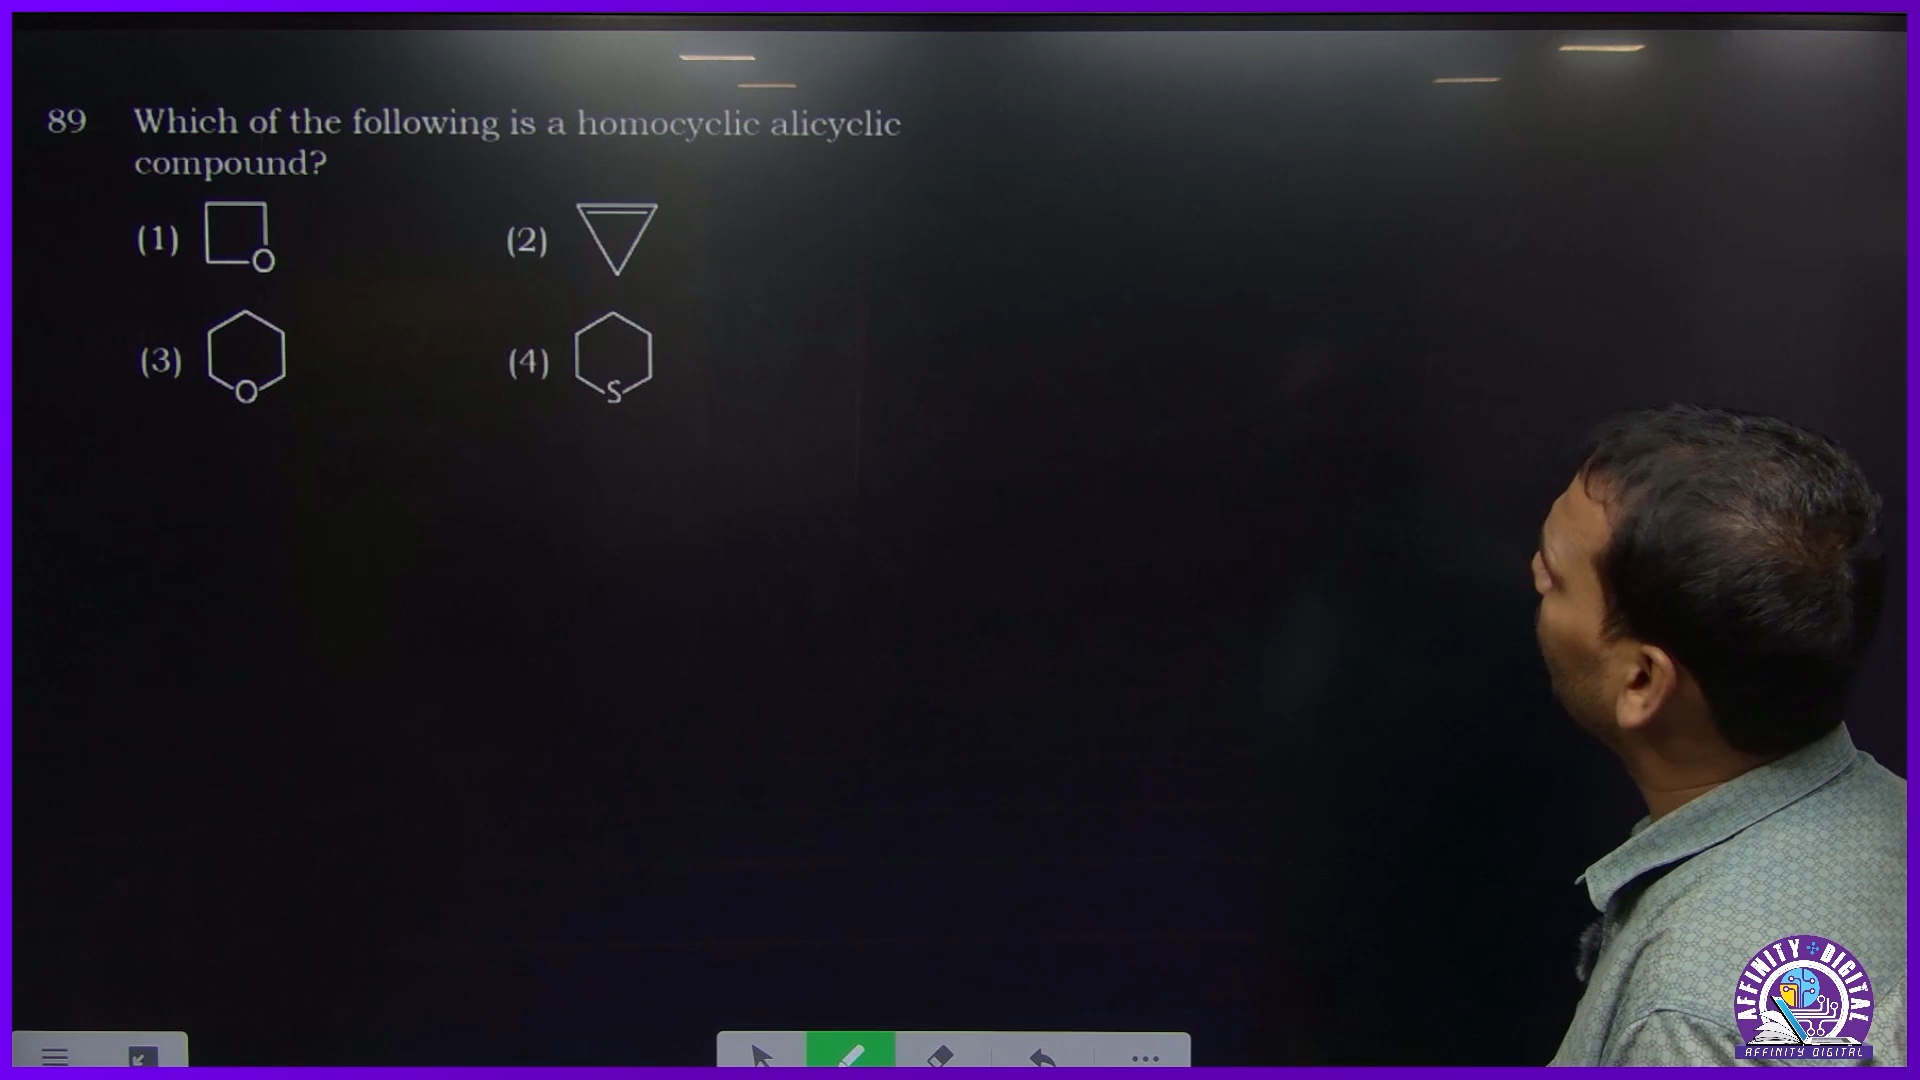 89 Which of the following is a homocyclic alicyclic
compound?
(1) O (2)
(3) O (4) S
AFFINITY DIGITAL
AFFINITY DIGITAL